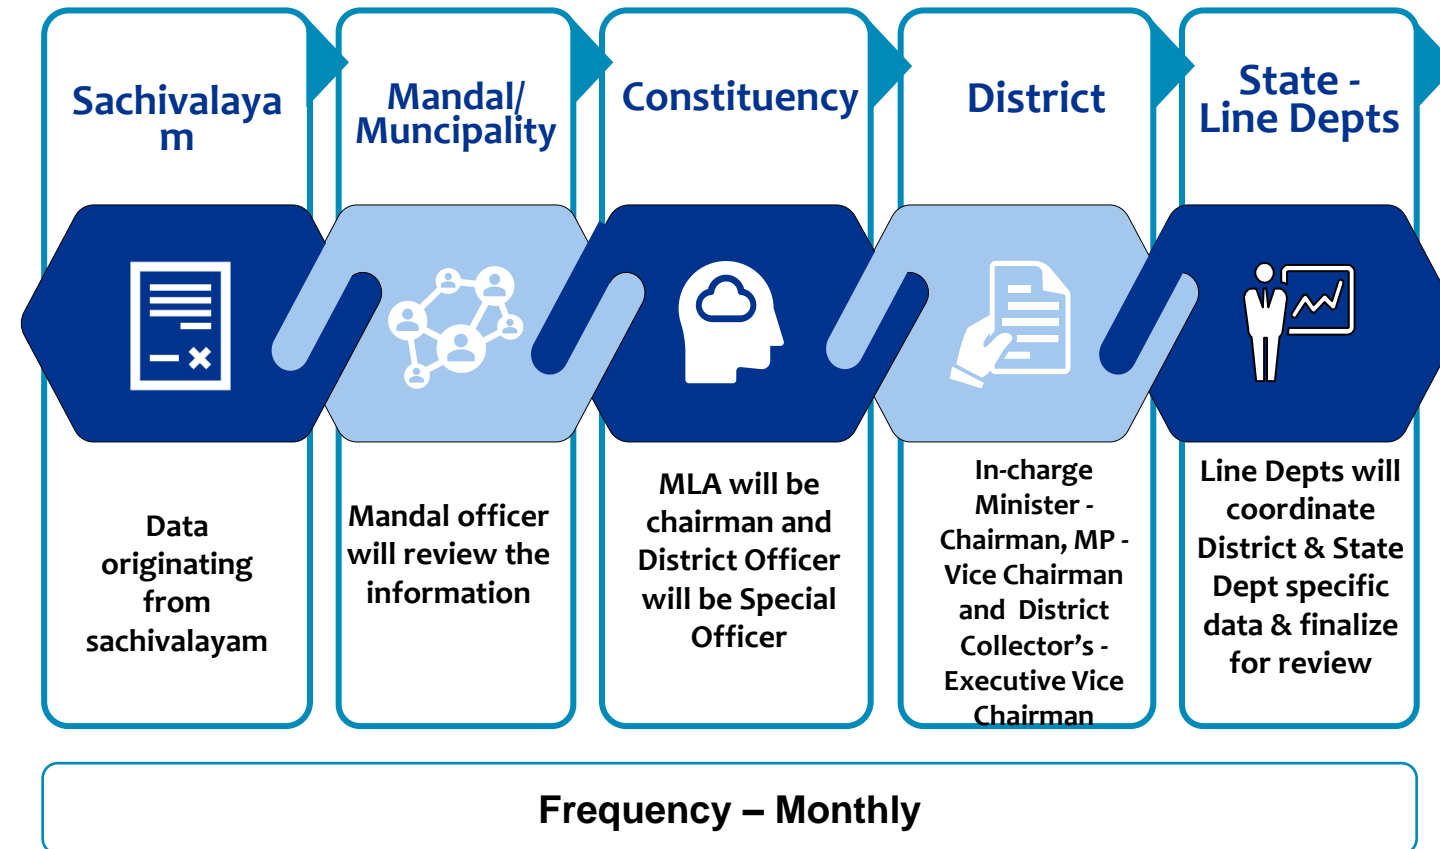 Sachivalaya
m
Mandal/
Muncipality
Constituency
District
State -
Line Depts
Data
originating
from
sachivalayam
Mandal officer
will review the
information
MLA will be
chairman and
District Officer
will be Special
Officer
In-charge
Minister -
Chairman, MP -
Vice Chairman
and District
Collector’s -
Executive Vice
Chairman
Line Depts will
coordinate
District & State
Dept specific
data & finalize
for review
Frequency – Monthly